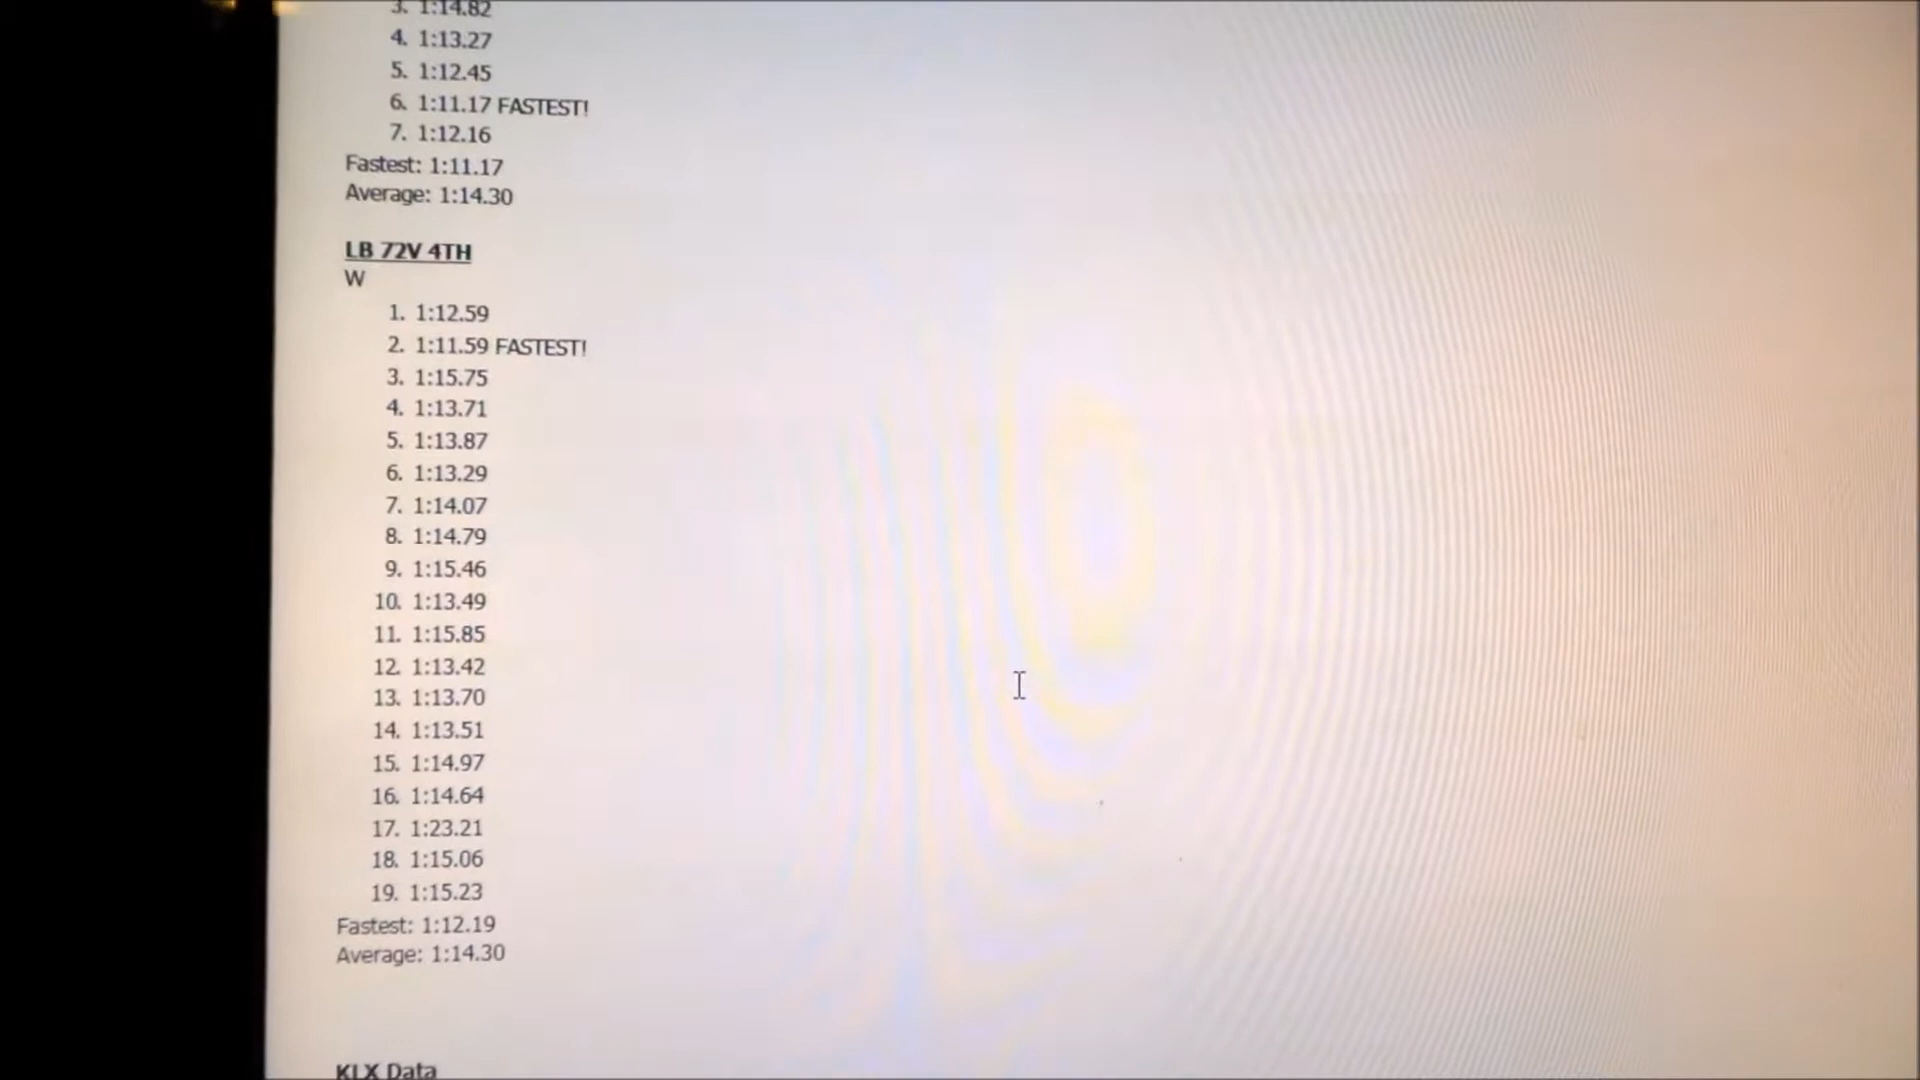 3. 1:14.82
4. 1:13.27
5. 1:12.45
6. 1:11.17 FASTEST!
7. 1:12.16
Fastest: 1:11.17
Average: 1:14.30
LB 72V 4TH
W
1. 1:12.59
2. 1:11.59 FASTEST!
3. 1:15.75
4. 1:13.71
5. 1:13.87
6. 1:13.29
7. 1:14.07
8. 1:14.79
9. 1:15.46
10. 1:13.49
11. 1:15.85
12. 1:13.42
13. 1:13.70
14. 1:13.51
15. 1:14.97
16. 1:14.64
17. 1:23.21
18. 1:15.06
19. 1:15.23
Fastest: 1:12.19
Average: 1:14.30
KLX Data